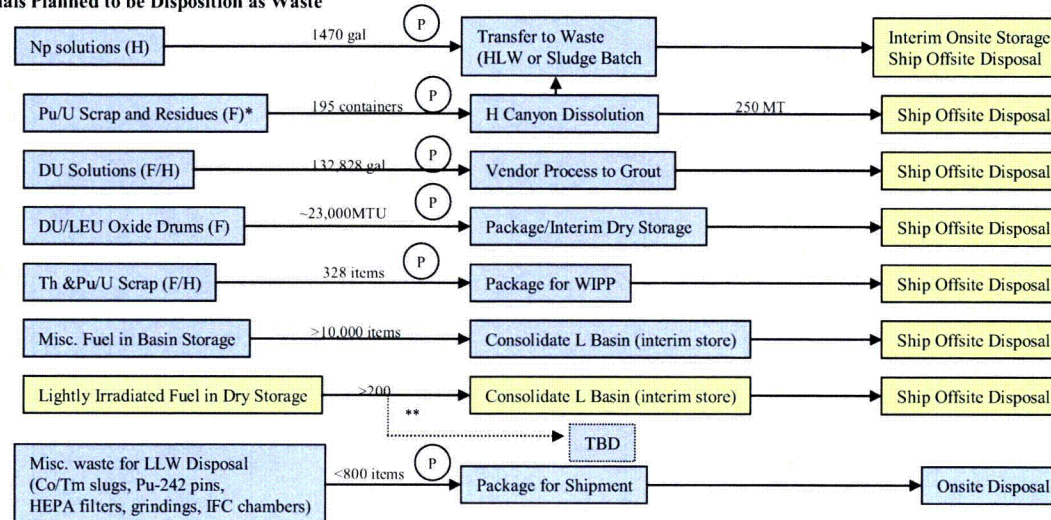 als Planned to be Disposition as Waste
Np solutions (H)
1470 gal
P
Transfer to Waste
(HLW or Sludge Batch
Interim Onsite Storage
Ship Offsite Disposal
Pu/U Scrap and Residues (F)*
195 containers
P
H Canyon Dissolution
250 MT
Ship Offsite Disposal
DU Solutions (F/H)
132,828 gal
P
Vendor Process to Grout
Ship Offsite Disposal
DU/LEU Oxide Drums (F)
~23,000MTU
P
Package/Interim Dry Storage
Ship Offsite Disposal
Th &Pu/U Scrap (F/H)
328 items
P
Package for WIPP
Ship Offsite Disposal
Misc. Fuel in Basin Storage
>10,000 items
Consolidate L Basin (interim store)
Ship Offsite Disposal
Lightly Irradiated Fuel in Dry Storage
>200
**
Consolidate L Basin (interim store)
Ship Offsite Disposal
TBD
Misc. waste for LLW Disposal
(Co/Tm slugs, Pu-242 pins,
HEPA filters, grindings, IFC chambers)
<800 items
P
Package for Shipment
Onsite Disposal